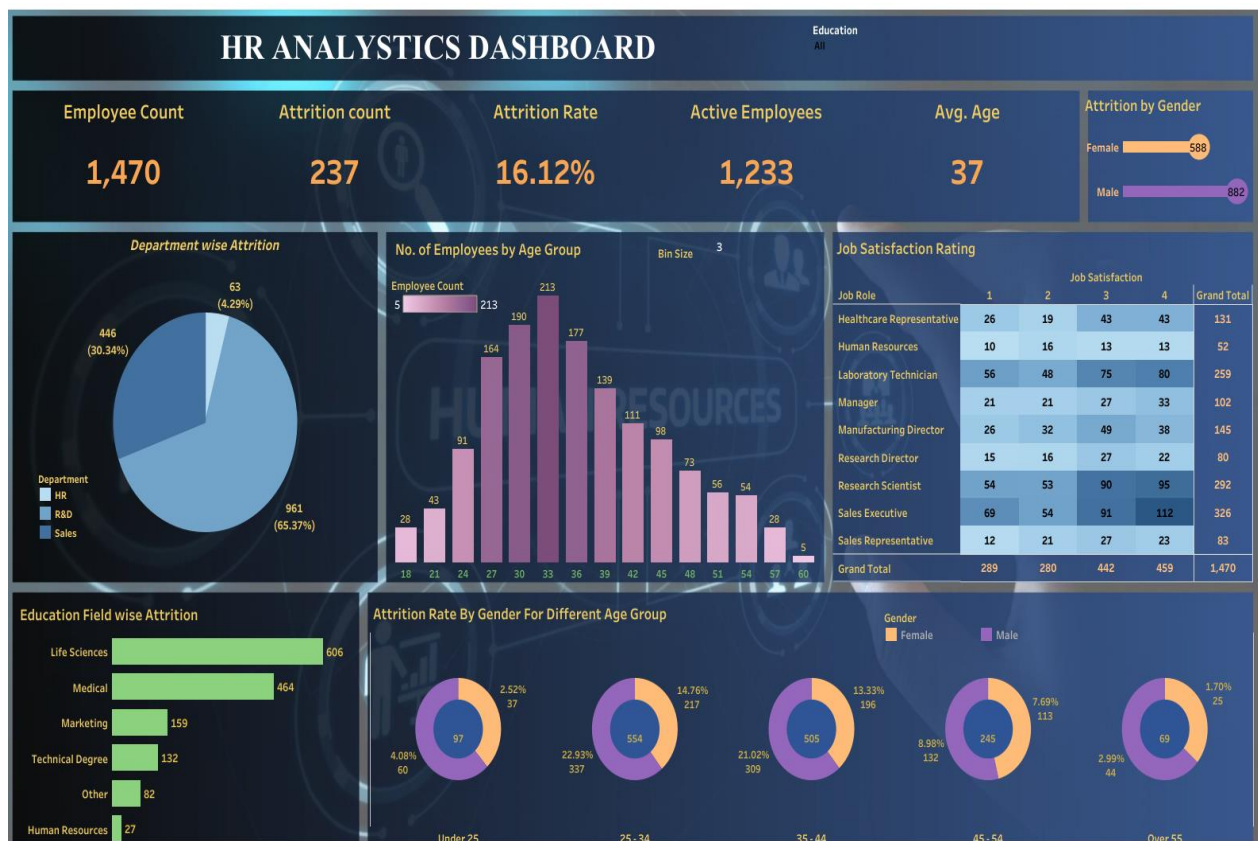 HR ANALYSTICS DASHBOARD
Education
All
Employee Count
1,470
Attrition count
237
Attrition Rate
16.12%
Active Employees
1,233
Avg. Age
37
Attrition by Gender
Female 588
Male 882
Department wise Attrition
63
(4.29%)
446
(30.34%)
961
(65.37%)
Department
HR
R&D
Sales
No. of Employees by Age Group
Bin Size 3
Employee Count
5 213
28 43 91 164 190 213 177 139 111 98 73 56 54 28 5
18 21 24 27 30 33 36 39 42 45 48 51 54 57 60
HUMAN RESOURCES
Job Satisfaction Rating
Job Satisfaction
Job Role 1 2 3 4 Grand Total
Healthcare Representative 26 19 43 43 131
Human Resources 10 16 13 13 52
Laboratory Technician 56 48 75 80 259
Manager 21 21 27 33 102
Manufacturing Director 26 32 49 38 145
Research Director 15 16 27 22 80
Research Scientist 54 53 90 95 292
Sales Executive 69 54 91 112 326
Sales Representative 12 21 27 23 83
Grand Total 289 280 442 459 1,470
Education Field wise Attrition
Life Sciences 606
Medical 464
Marketing 159
Technical Degree 132
Other 82
Human Resources 27
Attrition Rate By Gender For Different Age Group
Gender
Female Male
2.52%
37
97
4.08%
60
14.76%
217
554
22.93%
337
13.33%
196
505
21.02%
309
7.69%
113
245
8.98%
132
1.70%
25
69
2.99%
44
Under 25 25 - 34 35 - 44 45 - 54 Over 55